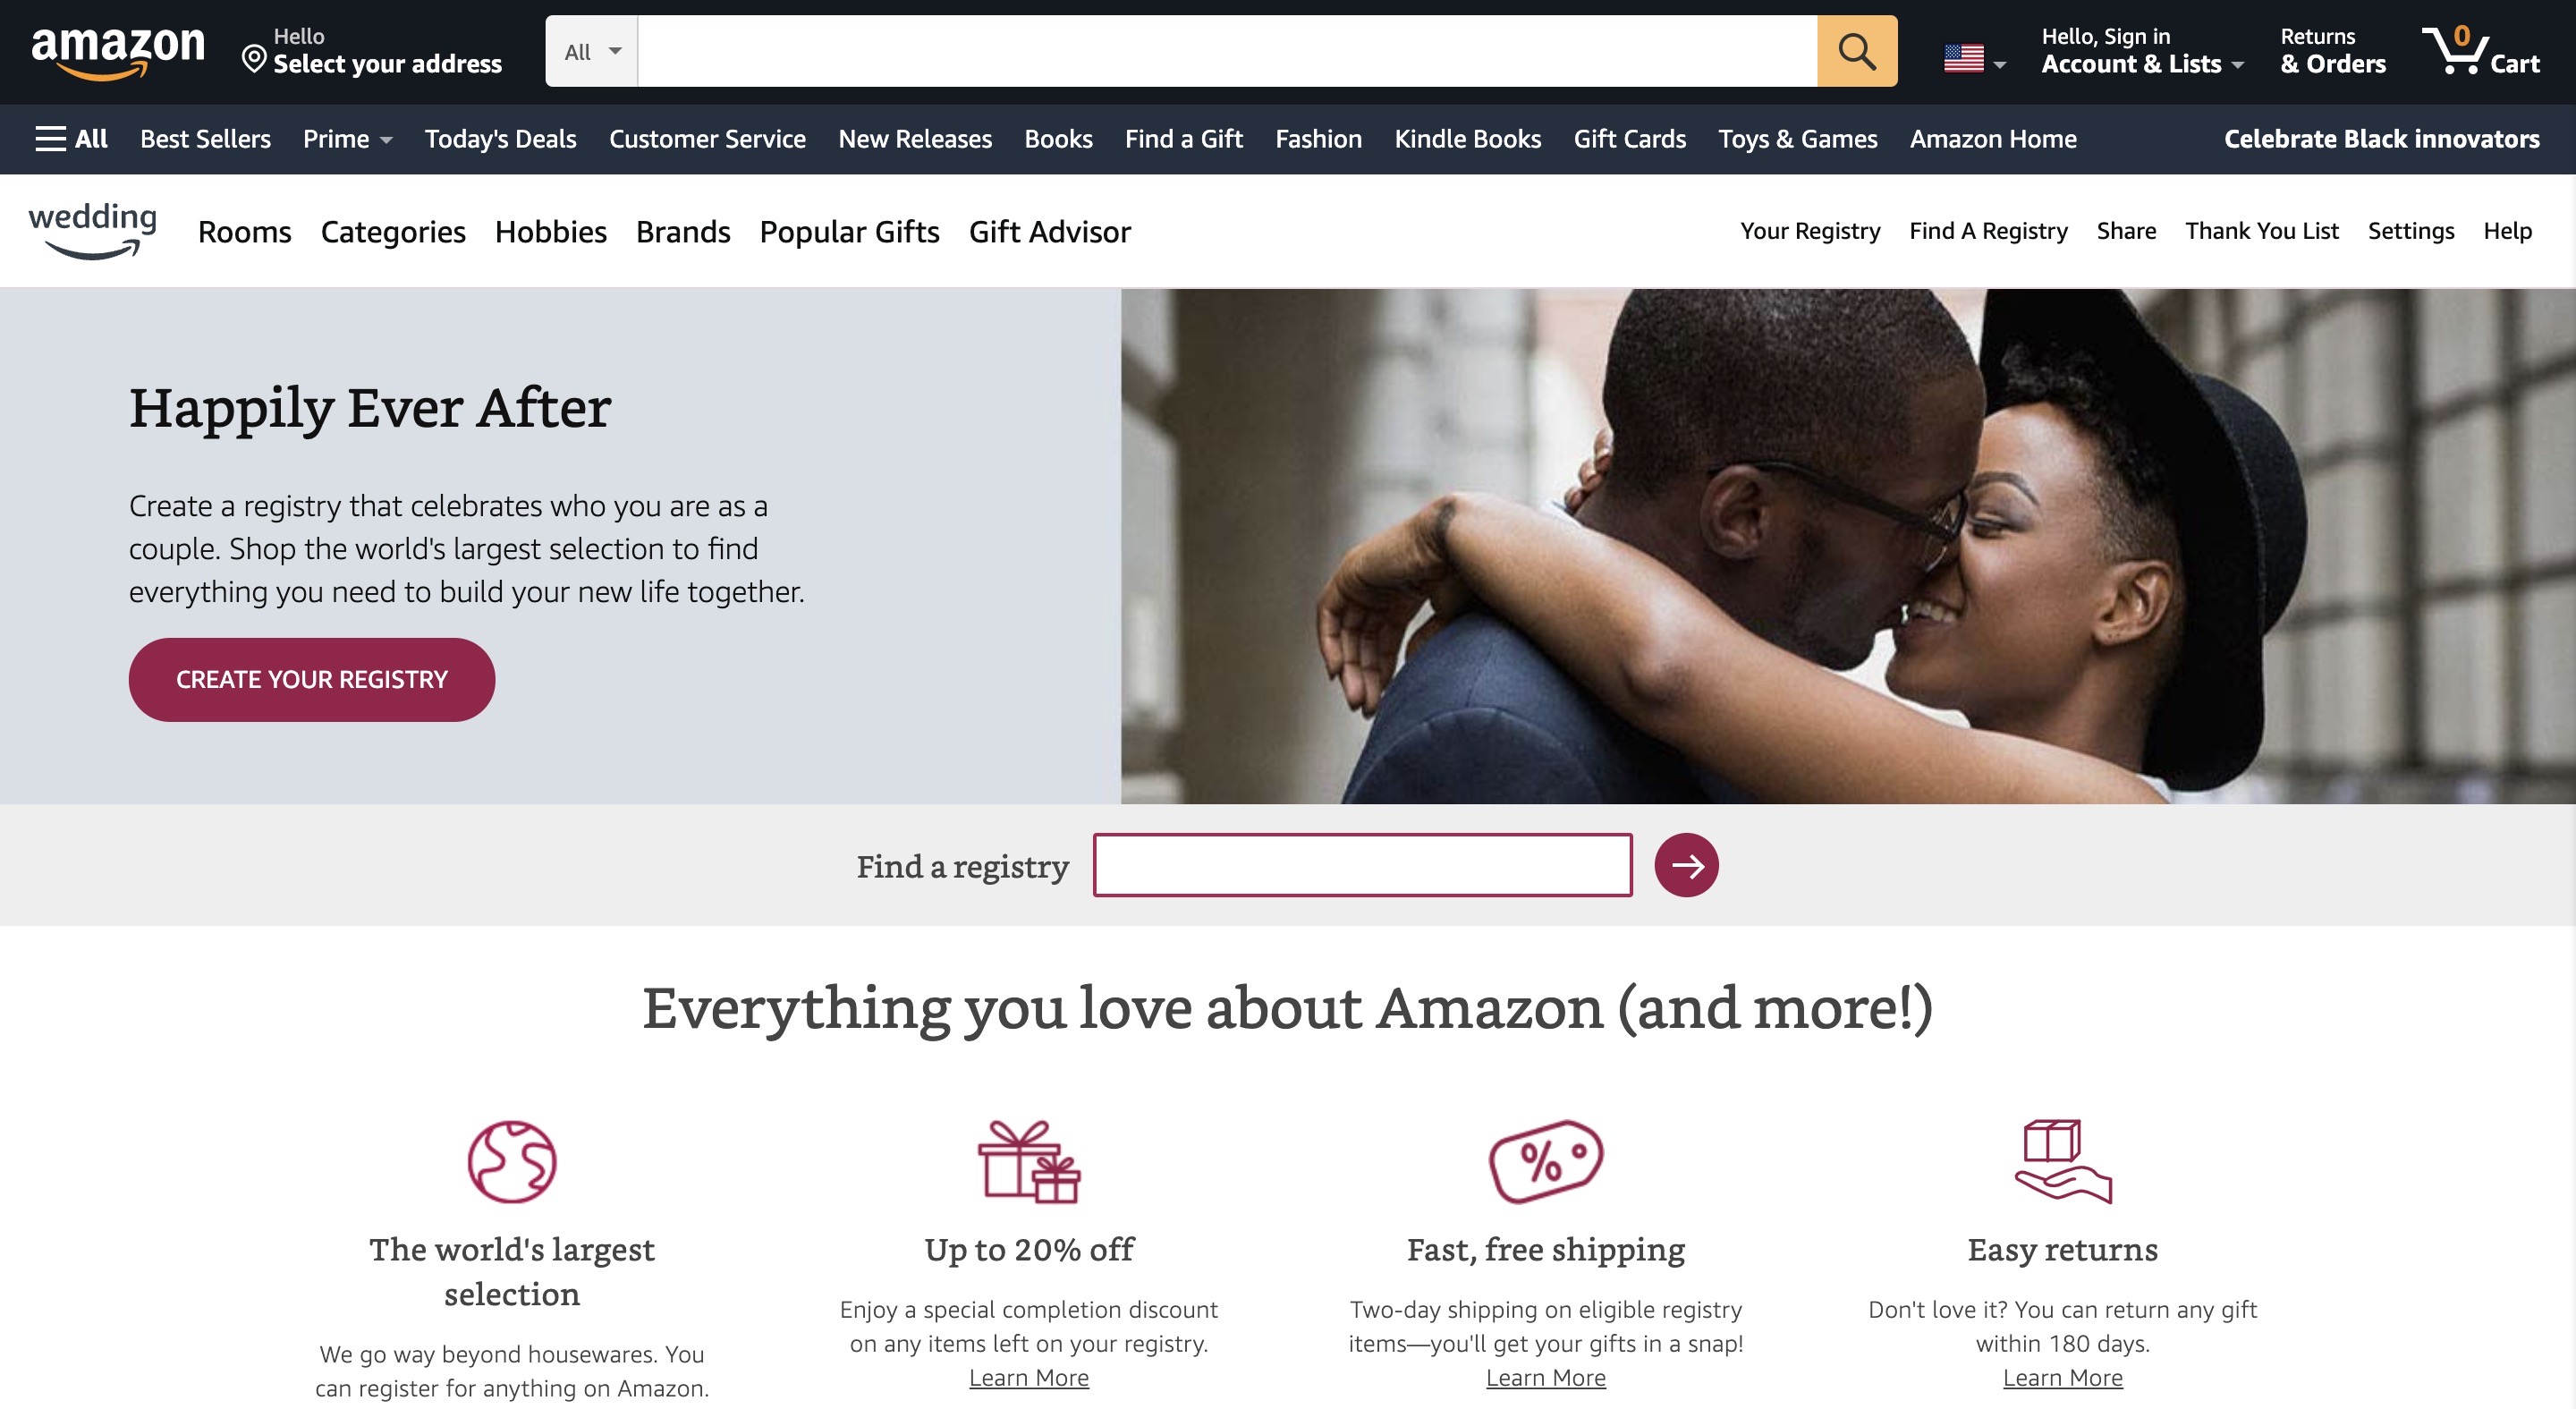 amazon
Hello
Select your address
All
Hello, Sign in
Account & Lists
Returns
& Orders
0
Cart
All
Best Sellers
Prime
Today's Deals
Customer Service
New Releases
Books
Find a Gift
Fashion
Kindle Books
Gift Cards
Toys & Games
Amazon Home
Celebrate Black innovators
wedding
Rooms
Categories
Hobbies
Brands
Popular Gifts
Gift Advisor
Your Registry
Find A Registry
Share
Thank You List
Settings
Help
Happily Ever After
Create a registry that celebrates who you are as a
couple. Shop the world's largest selection to find
everything you need to build your new life together.
CREATE YOUR REGISTRY
Find a registry
Everything you love about Amazon (and more!)
%
The world's largest
selection
We go way beyond housewares. You
can register for anything on Amazon.
Up to 20% off
Enjoy a special completion discount
on any items left on your registry.
Learn More
Fast, free shipping
Two-day shipping on eligible registry
items—you'll get your gifts in a snap!
Learn More
Easy returns
Don't love it? You can return any gift
within 180 days.
Learn More